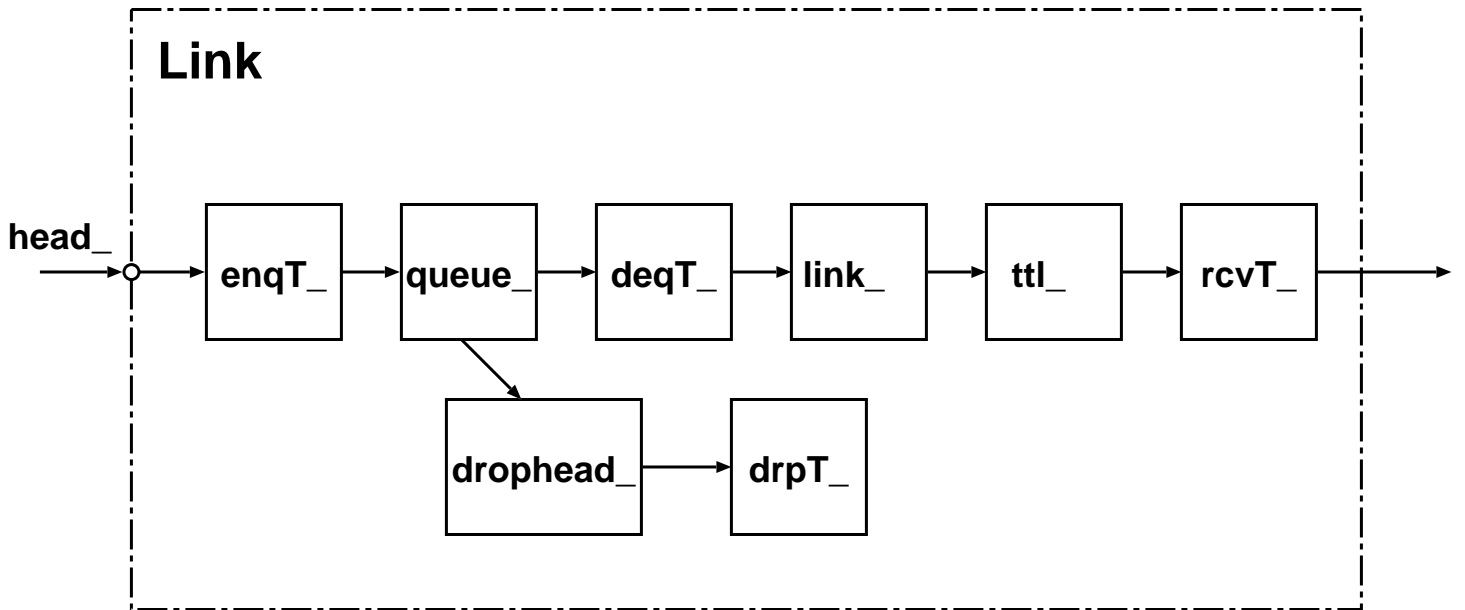 Link
head_
enqT_
queue_
deqT_
link_
ttl_
rcvT_
drophead_
drpT_